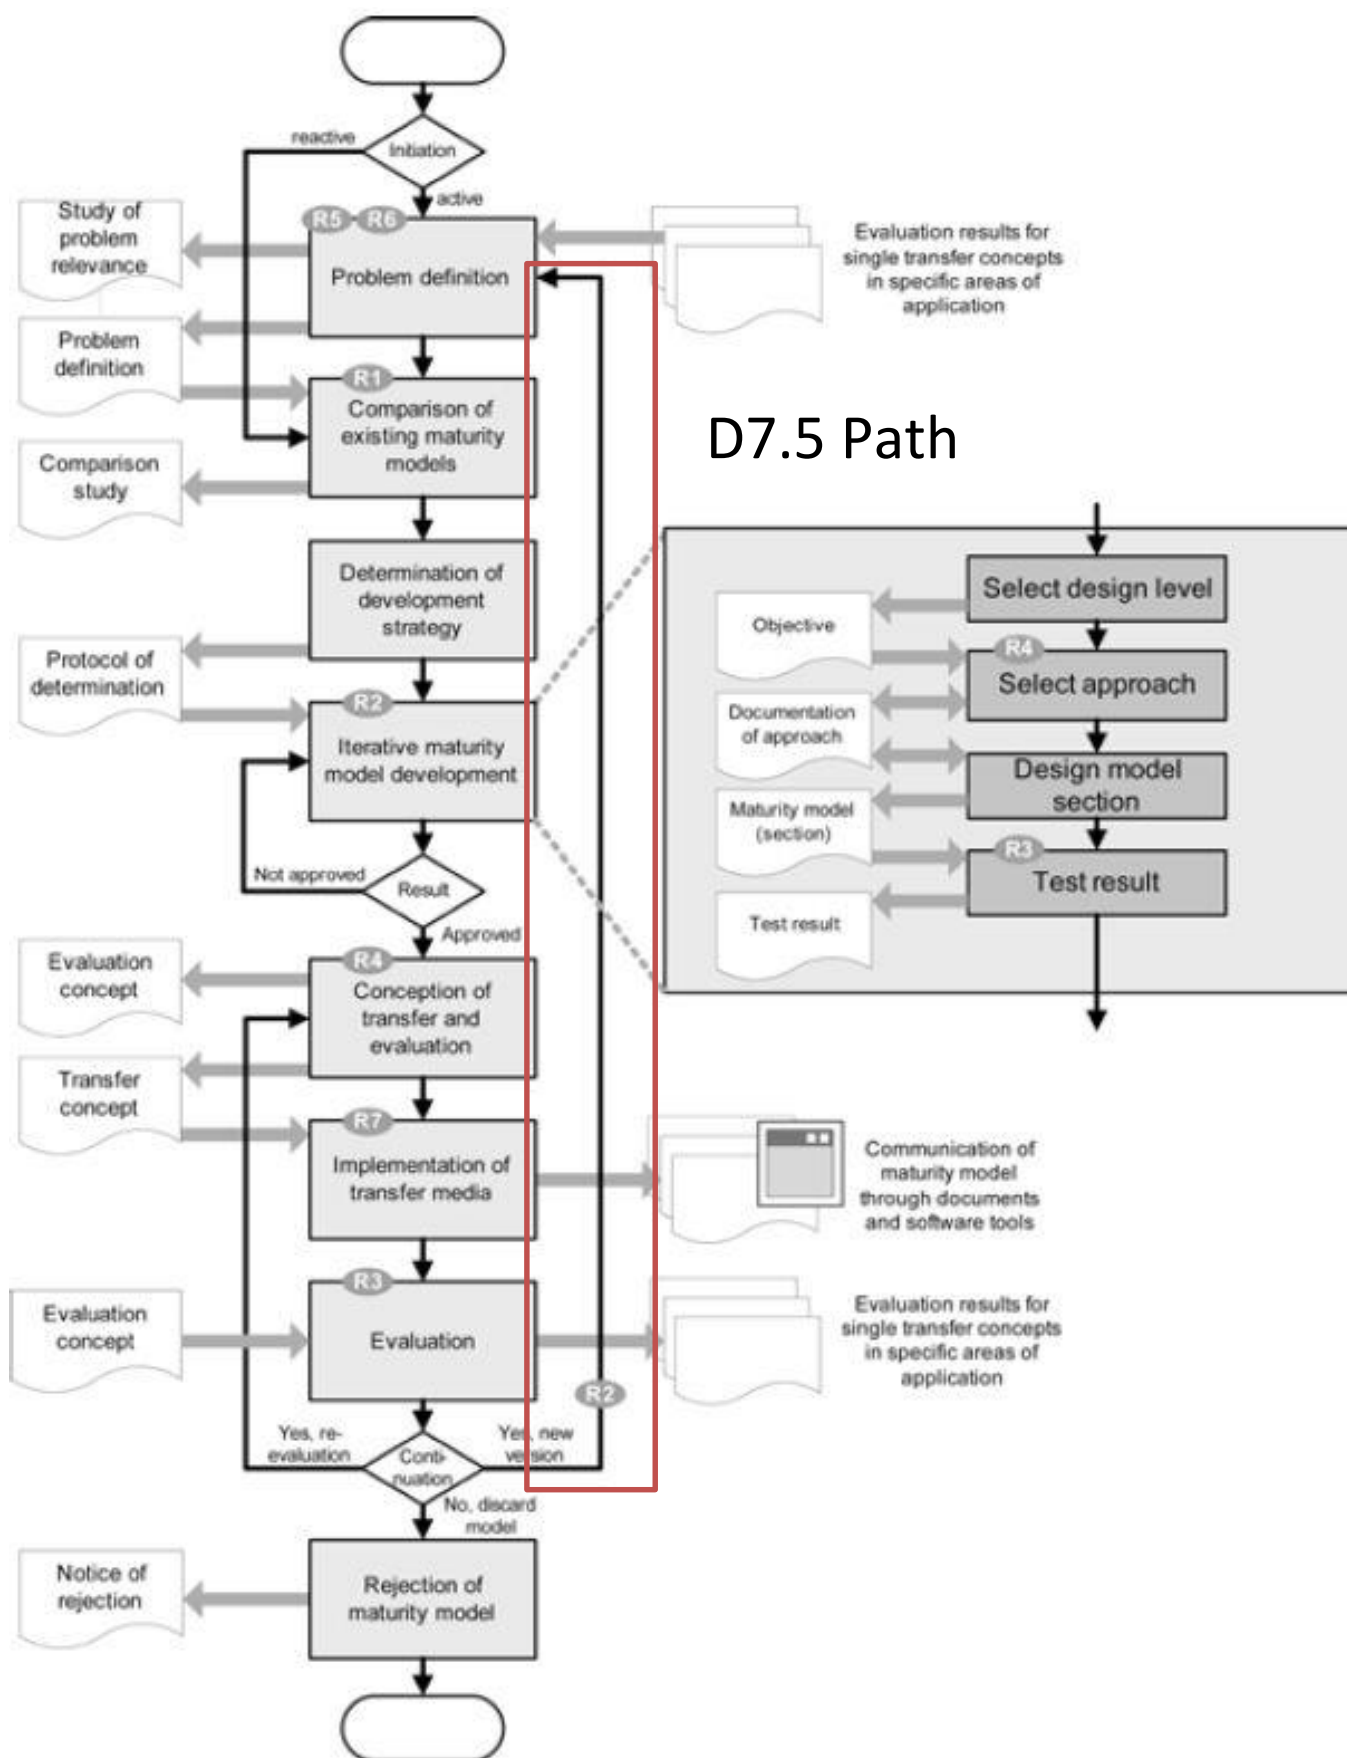 reactive
Initiation
active
R5 R6
Study of
problem
relevance
Problem definition
Evaluation results for
single transfer concepts
in specific areas of
application
Problem
definition
R1
Comparison of
existing maturity
models
D7.5 Path
Comparison
study
Determination of
development
strategy
Protocol of
determination
R2
Iterative maturity
model development
Not approved
Result
Approved
Select design level
Objective
R4
Select approach
Documentation
of approach
Design model
section
Maturity model
(section)
R3
Test result
Test result
Evaluation
concept
R4
Conception of
transfer and
evaluation
Transfer
concept
R7
Implementation of
transfer media
Communication of
maturity model
through documents
and software tools
Evaluation
concept
R3
Evaluation
Evaluation results for
single transfer concepts
in specific areas of
application
R2
Yes, re-
evaluation
Conti-
nuation
Yes, new
version
No, discard
model
Notice of
rejection
Rejection of
maturity model